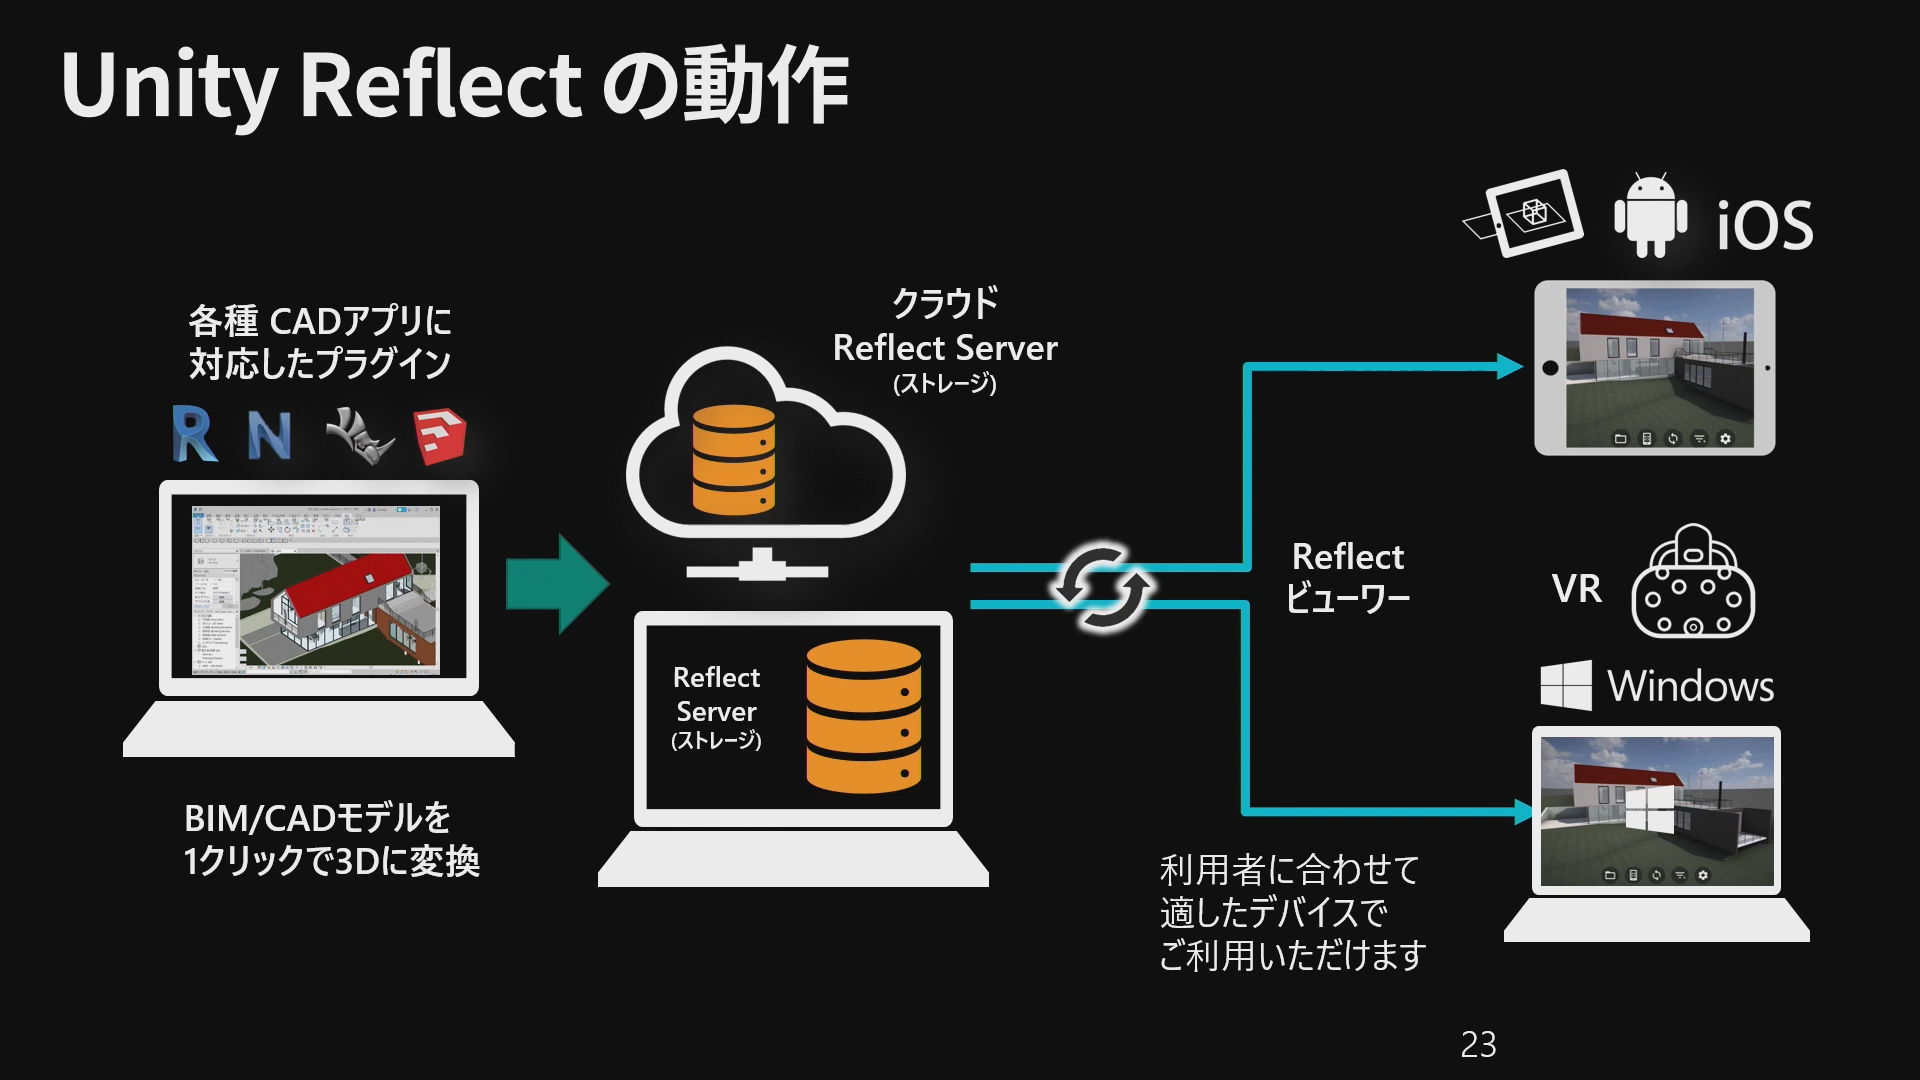 Unity Reflect の動作
各種 CADアプリに
対応したプラグイン
R
N
BIM/CADモデルを
1クリックで3Dに変換
クラウド
Reflect Server
(ストレージ)
Reflect
Server
(ストレージ)
Reflect
ビューワー
利用者に合わせて
適したデバイスで
ご利用いただけます
iOS
VR
Windows
23